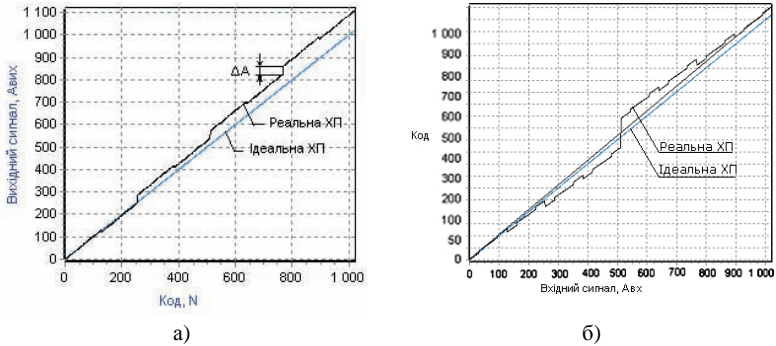 1 100
1 000
900
800
700
600
500
400
300
200
100
0
Вихідний сигнал, Aвих
ΔA
Реальна ХП
Ідеальна ХП
0 200 400 600 800 1 000
Код, N
а)
1 000
900
800
700
600
500
400
300
200
100
50
0
Код
Реальна ХП
Ідеальна ХП
0 100 200 300 400 500 600 700 800 900 1 000
Вхідний сигнал, Авх
б)